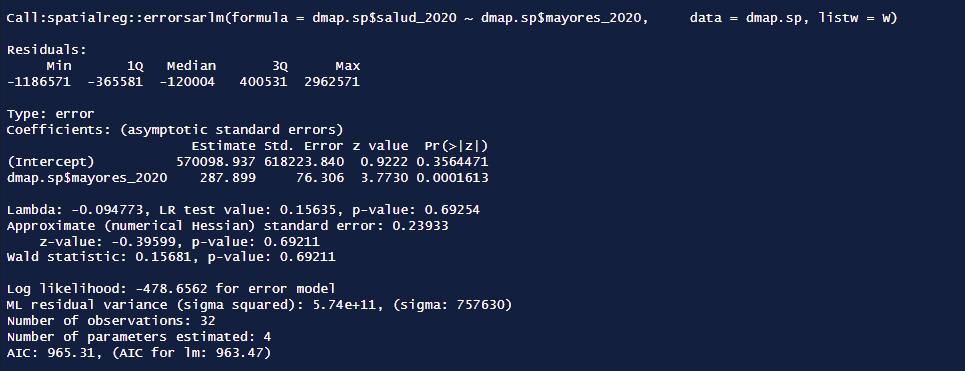 Call:spatialreg::errorsarlm(formula = dmap.sp$salud_2020 ~ dmap.sp$mayores_2020,     data = dmap.sp, listw = W)
Residuals:
     Min       1Q   Median       3Q      Max
-1186571  -365581  -120004   400531  2962571
Type: error
Coefficients: (asymptotic standard errors)
                       Estimate Std. Error z value  Pr(>|z|)
(Intercept)          570098.937 618223.840  0.9222 0.3564471
dmap.sp$mayores_2020    287.899     76.306  3.7730 0.0001613
Lambda: -0.094773, LR test value: 0.15635, p-value: 0.69254
Approximate (numerical Hessian) standard error: 0.23933
    z-value: -0.39599, p-value: 0.69211
Wald statistic: 0.15681, p-value: 0.69211
Log likelihood: -478.6562 for error model
ML residual variance (sigma squared): 5.74e+11, (sigma: 757630)
Number of observations: 32
Number of parameters estimated: 4
AIC: 965.31, (AIC for lm: 963.47)